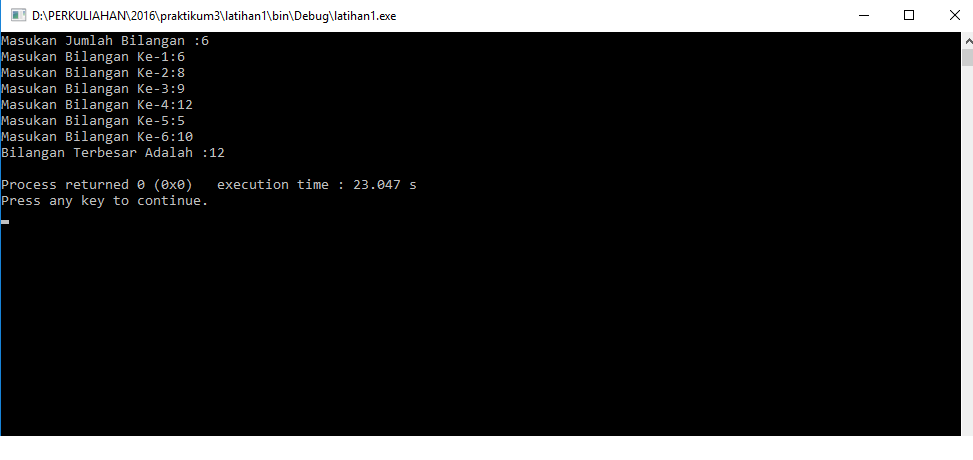 D:\PERKULIAHAN\2016\praktikum3\latihan1\bin\Debug\latihan1.exe
Masukan Jumlah Bilangan :6
Masukan Bilangan Ke-1:6
Masukan Bilangan Ke-2:8
Masukan Bilangan Ke-3:9
Masukan Bilangan Ke-4:12
Masukan Bilangan Ke-5:5
Masukan Bilangan Ke-6:10
Bilangan Terbesar Adalah :12
Process returned 0 (0x0)   execution time : 23.047 s
Press any key to continue.